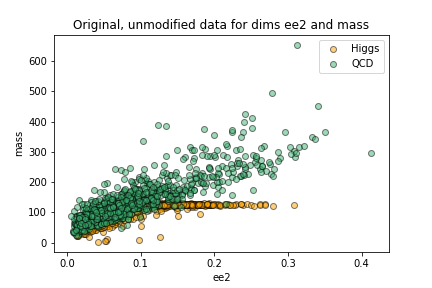 Original, unmodified data for dims ee2 and mass
Higgs
QCD
600
500
400
300
200
100
0
mass
0.0 0.1 0.2 0.3 0.4
ee2